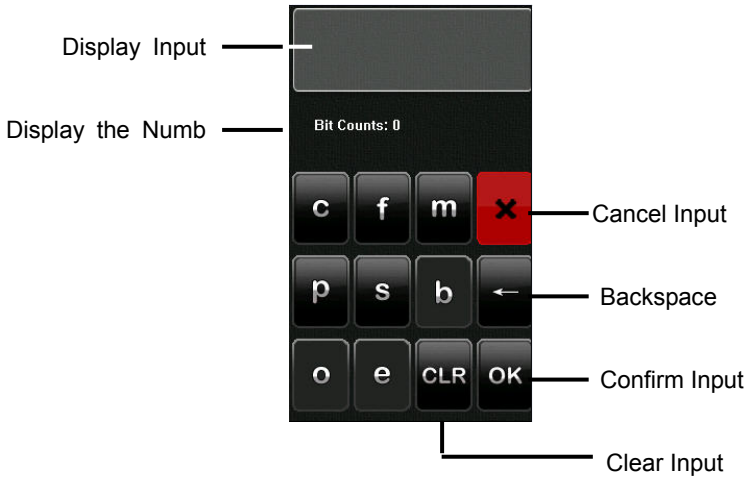 Display Input
Display the Numb
Bit Counts: 0
c f m ×
Cancel Input
p s b ←
Backspace
o e CLR OK
Confirm Input
Clear Input